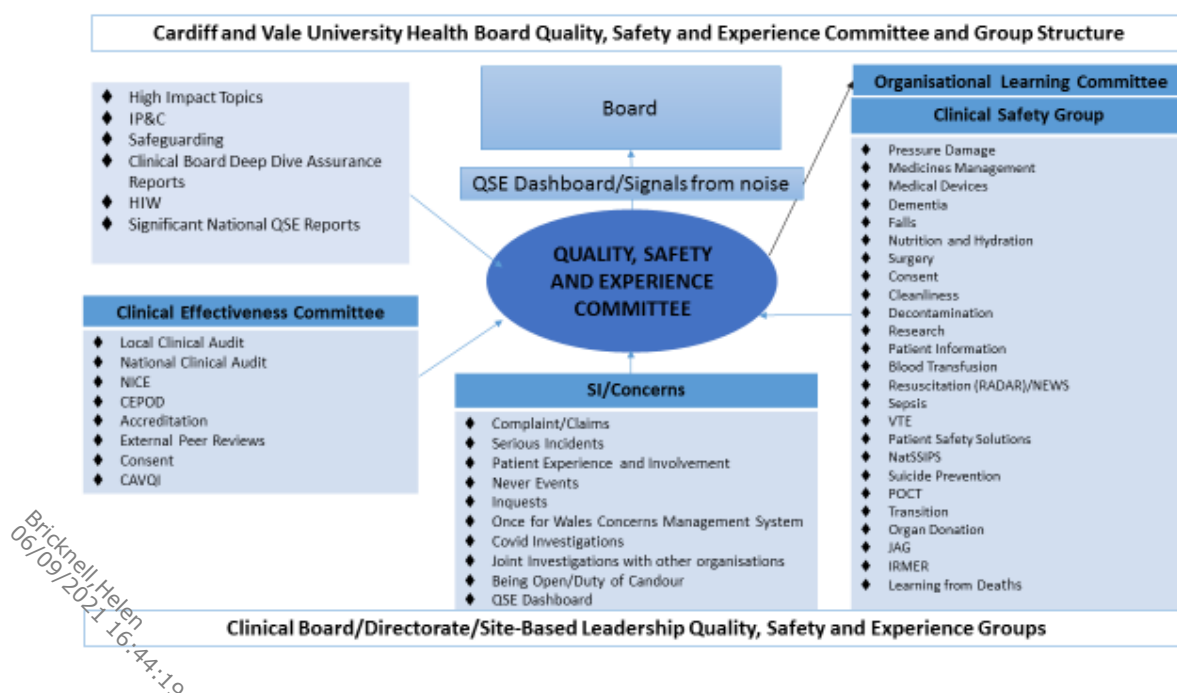 Cardiff and Vale University Health Board Quality, Safety and Experience Committee and Group Structure
High Impact Topics
IP&C
Safeguarding
Clinical Board Deep Dive Assurance
Reports
HIW
Significant National QSE Reports
Board
QSE Dashboard/Signals from noise
QUALITY, SAFETY
AND EXPERIENCE
COMMITTEE
Clinical Effectiveness Committee
Local Clinical Audit
National Clinical Audit
NICE
CEPOD
Accreditation
External Peer Reviews
Consent
CAVQI
SI/Concerns
Complaint/Claims
Serious Incidents
Patient Experience and Involvement
Never Events
Inquests
Once for Wales Concerns Management System
Covid Investigations
Joint Investigations with other organisations
Being Open/Duty of Candour
QSE Dashboard
Organisational Learning Committee
Clinical Safety Group
Pressure Damage
Medicines Management
Medical Devices
Dementia
Falls
Nutrition and Hydration
Surgery
Consent
Cleanliness
Decontamination
Research
Patient Information
Blood Transfusion
Resuscitation (RADAR)/NEWS
Sepsis
VTE
Patient Safety Solutions
NatSSIPS
Suicide Prevention
POCT
Transition
Organ Donation
JAG
IRMER
Learning from Deaths
Clinical Board/Directorate/Site-Based Leadership Quality, Safety and Experience Groups
Bricknell,Helen
06/09/2021 16:44:19